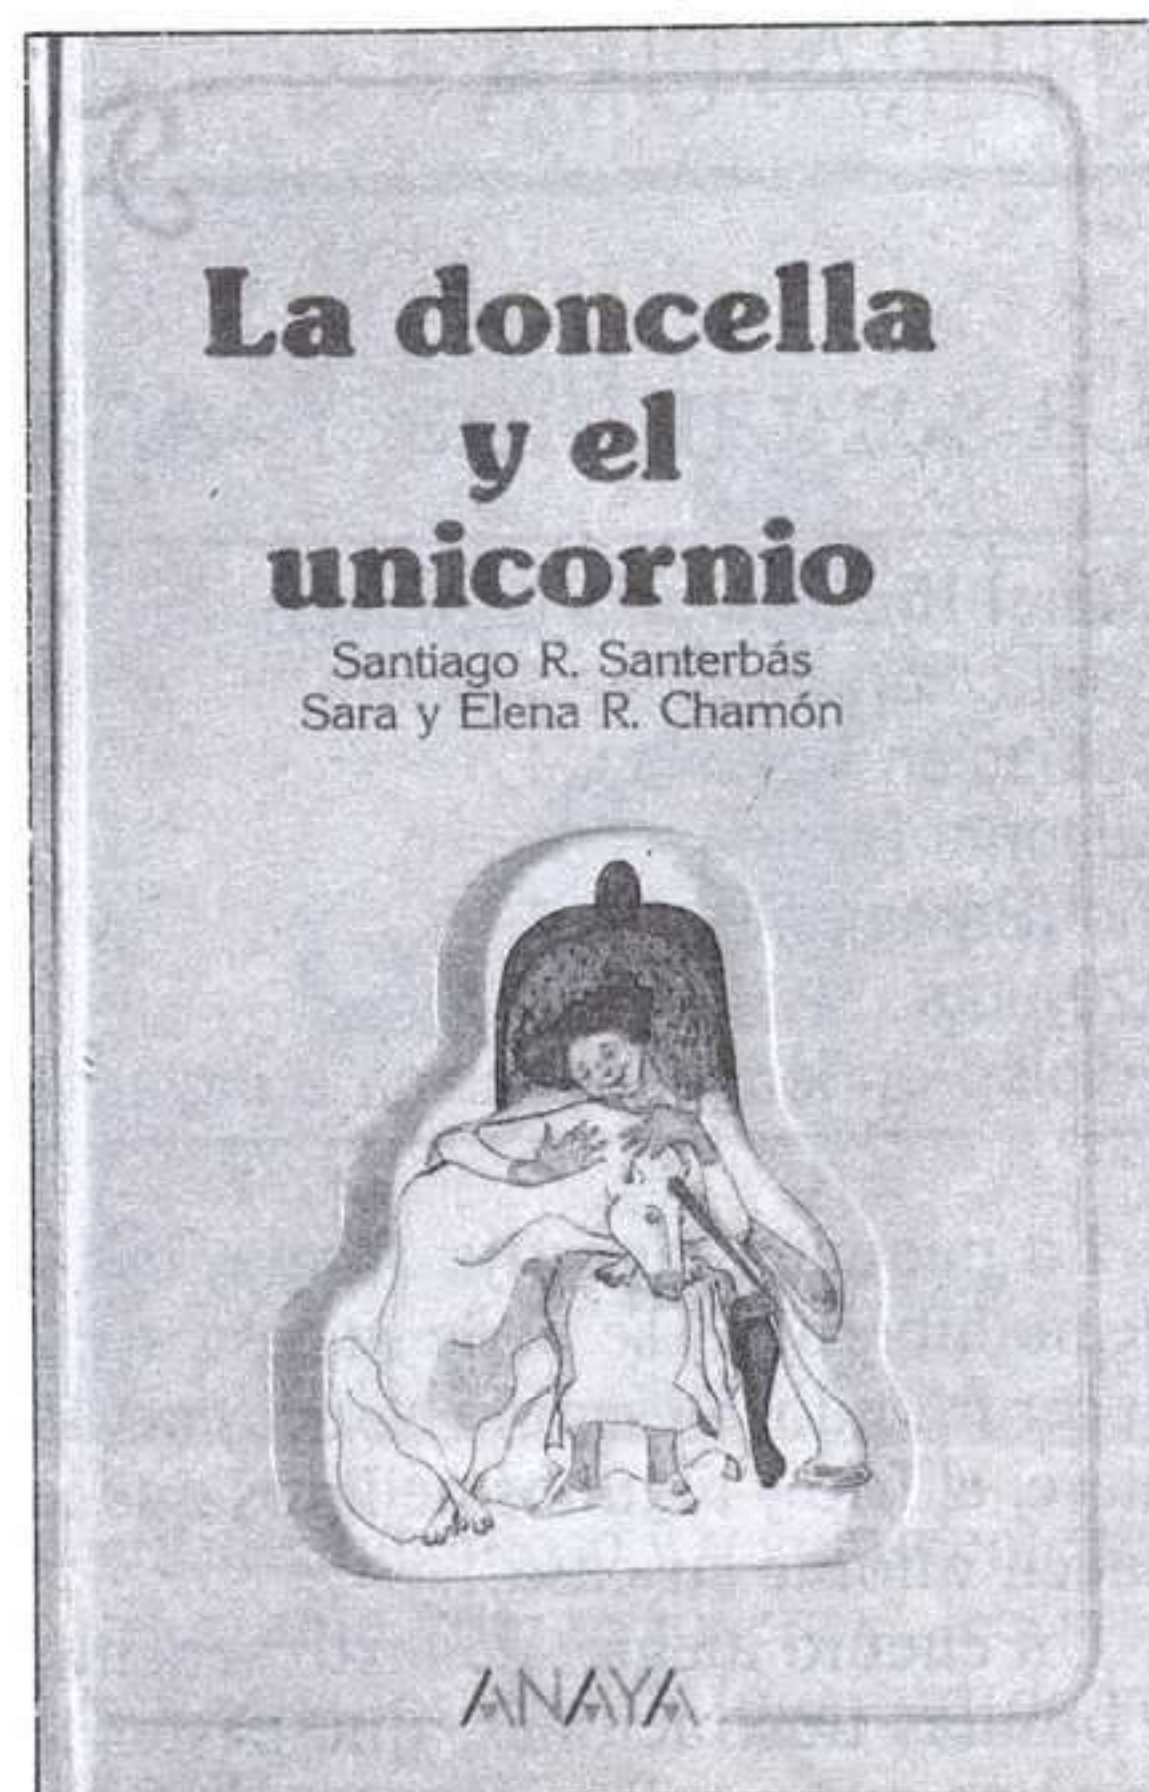 La doncella
y el
unicornio
Santiago R. Santerbás
Sara y Elena R. Chamón
ANAYA